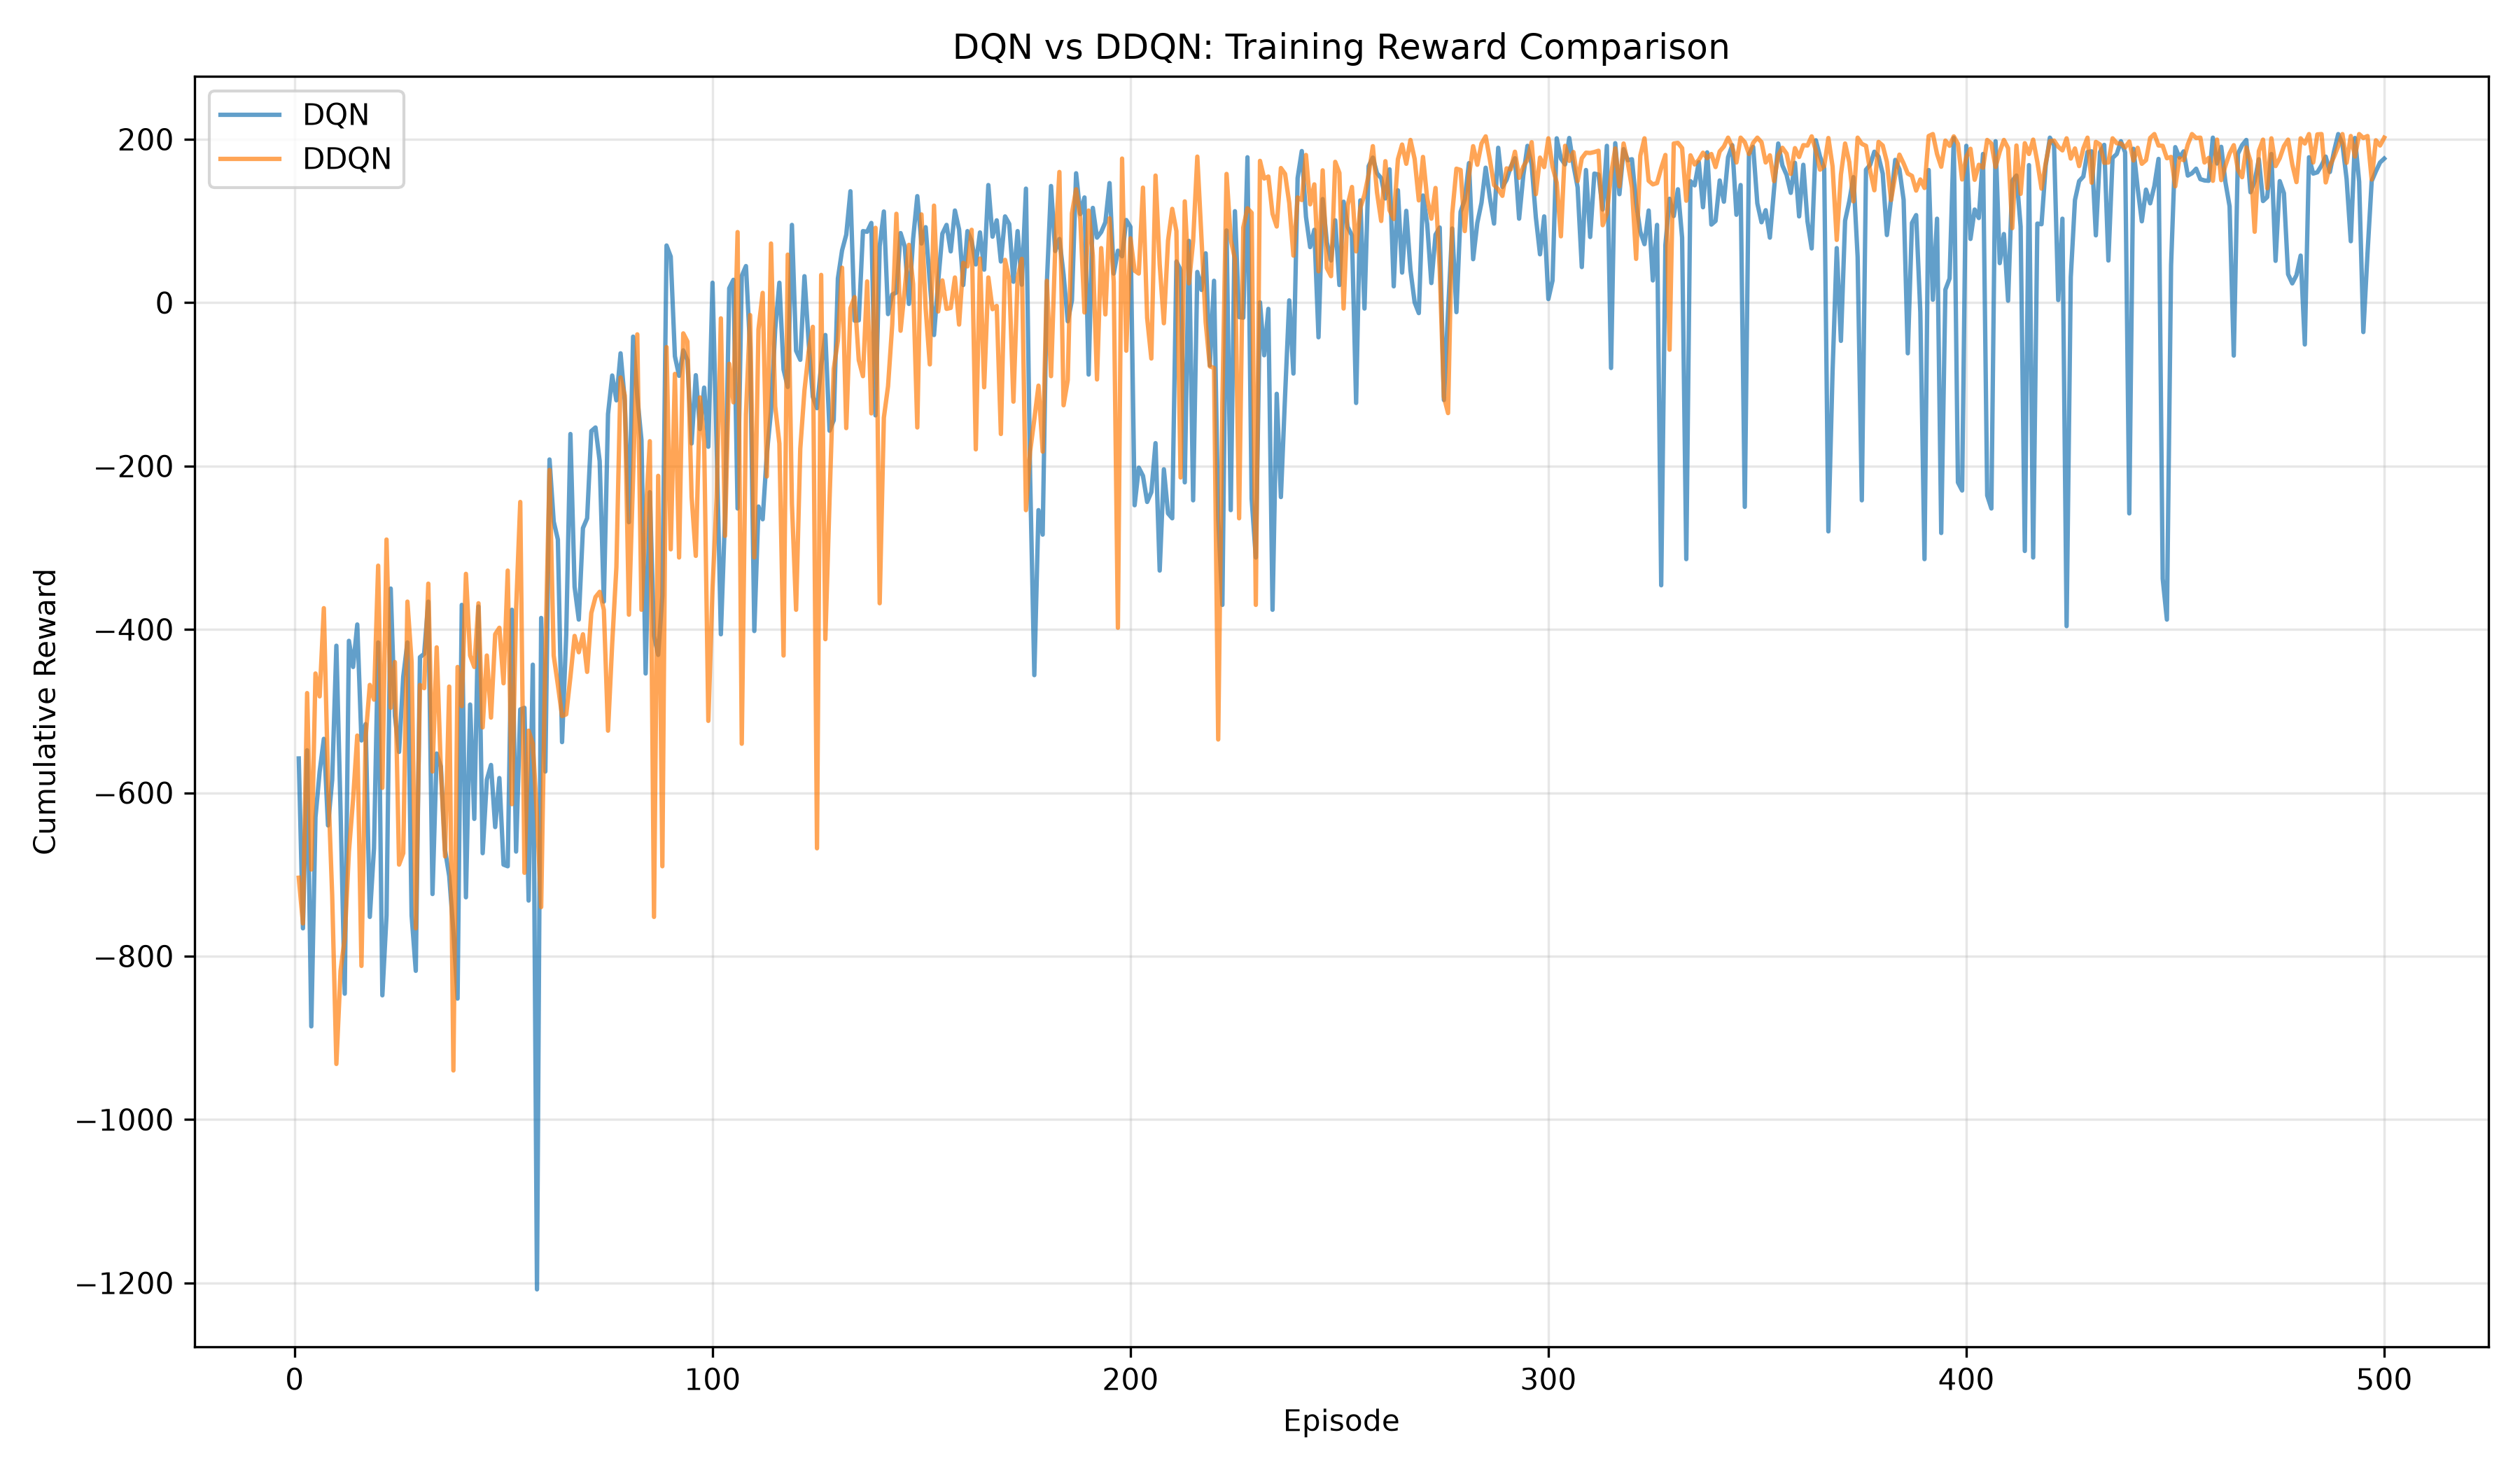 DQN vs DDQN: Training Reward Comparison
DQN
DDQN
200
0
−200
−400
−600
−800
−1000
−1200
Cumulative Reward
0
100
200
300
400
500
Episode